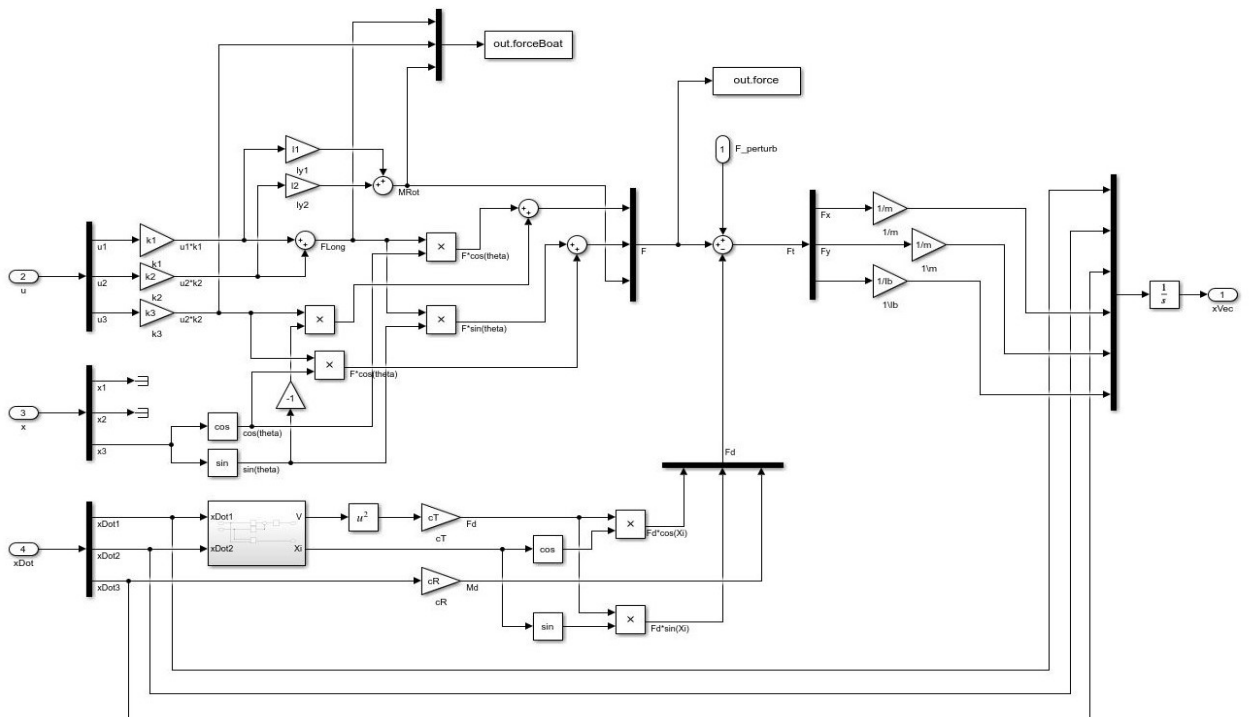 out.forceBoat
out.force
1
F_perturb
l1
ly1
l2
ly2
MRot
u1
k1
u1*k1
k1
FLong
F*cos(theta)
2
u
u2
k2
u2*k2
k2
u3
k3
u2*k2
k3
F*sin(theta)
F*cos(theta)
F
Ft
Fx
1/m
1/m
Fy
1/m
1\m
1/Ib
1\Ib
1
s
1
xVec
3
x
x1
x2
x3
-1
cos
cos(theta)
sin
sin(theta)
Fd
4
xDot
xDot1
xDot2
xDot3
xDot1
xDot2
V
Xi
u²
cT
cT
Fd
cos
Fd*cos(Xi)
cR
cR
Md
sin
Fd*sin(Xi)